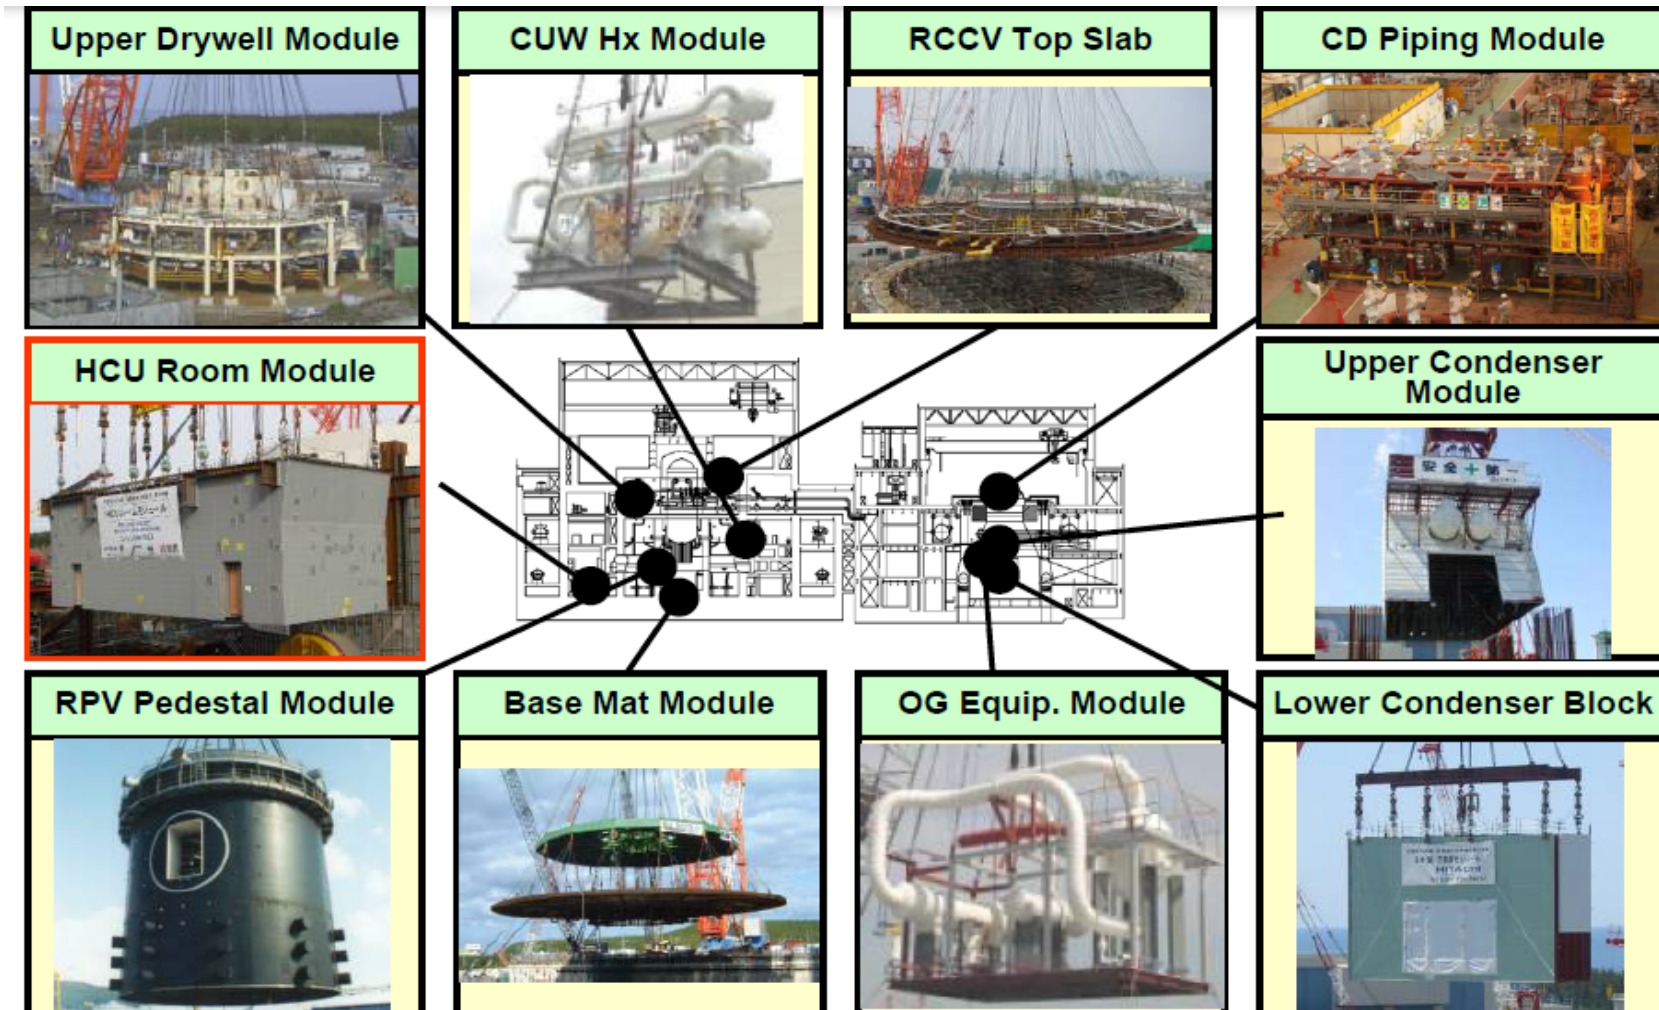 Upper Drywell Module
CUW Hx Module
RCCV Top Slab
CD Piping Module
HCU Room Module
Upper Condenser
Module
安全十第一
RPV Pedestal Module
Base Mat Module
OG Equip. Module
Lower Condenser Block
HITACHI